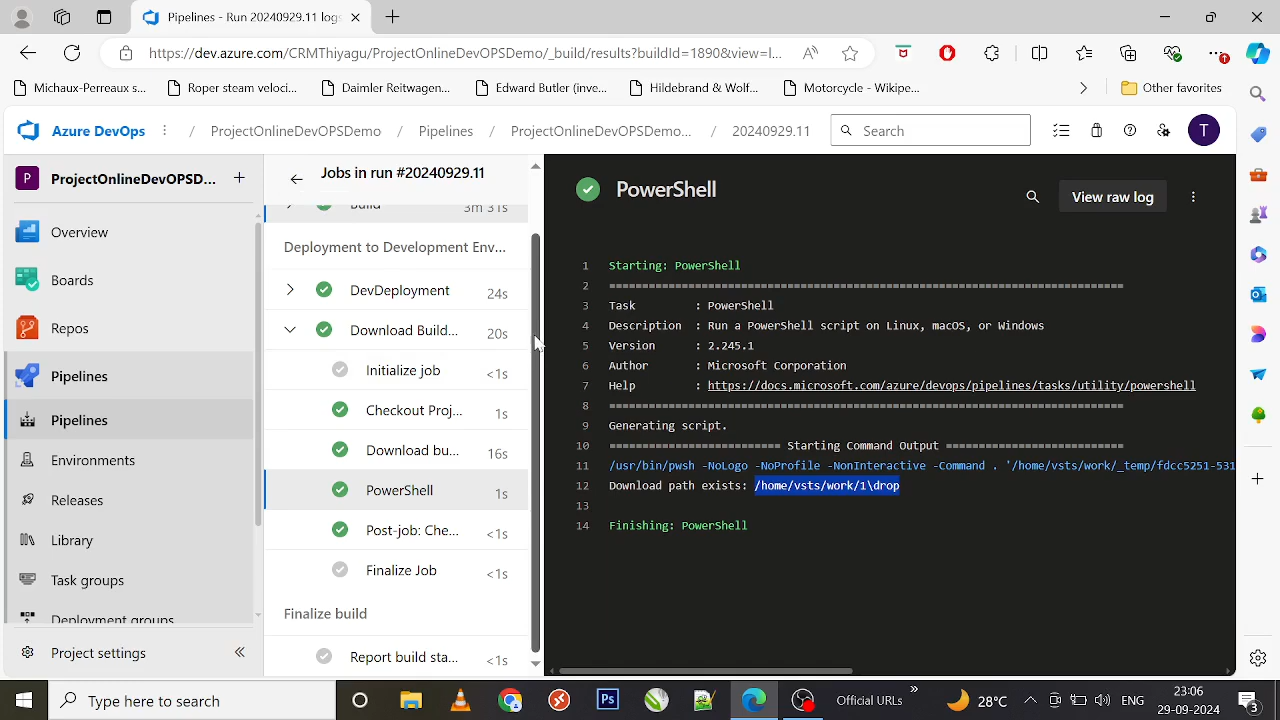 Pipelines - Run 20240929.11 logs
https://dev.azure.com/CRMThiyagu/ProjectOnlineDevOPSDemo/_build/results?buildId=1890&view=l...
Michaux-Perreaux s...
Roper steam veloci...
Daimler Reitwagen...
Edward Butler (inve...
Hildebrand & Wolf...
Motorcycle - Wikipe...
Other favorites
Azure DevOps / ProjectOnlineDevOPSDemo / Pipelines / ProjectOnlineDevOPSDemo... / 20240929.11
Search
T
P ProjectOnlineDevOPSD...
Overview
Boards
Repos
Pipelines
Pipelines
Environments
Releases
Library
Task groups
Deployment groups
Project settings
Jobs in run #20240929.11
Build 3m 31s
Deployment to Development Env...
DevDeployment 24s
Download Build... 20s
Initialize job <1s
Checkout Proj... 1s
Download bu... 16s
PowerShell 1s
Post-job: Che... <1s
Finalize Job <1s
Finalize build
Report build sta... <1s
PowerShell
View raw log
1 Starting: PowerShell
2 ==============================================================================
3 Task : PowerShell
4 Description : Run a PowerShell script on Linux, macOS, or Windows
5 Version : 2.245.1
6 Author : Microsoft Corporation
7 Help : https://docs.microsoft.com/azure/devops/pipelines/tasks/utility/powershell
8 ==============================================================================
9 Generating script.
10 ========================== Starting Command Output ===========================
11 /usr/bin/pwsh -NoLogo -NoProfile -NonInteractive -Command . '/home/vsts/work/_temp/fdcc5251-531
12 Download path exists: /home/vsts/work/1\drop
13
14 Finishing: PowerShell
Type here to search
Ps
Official URLs
28°C
ENG
23:06
29-09-2024
3